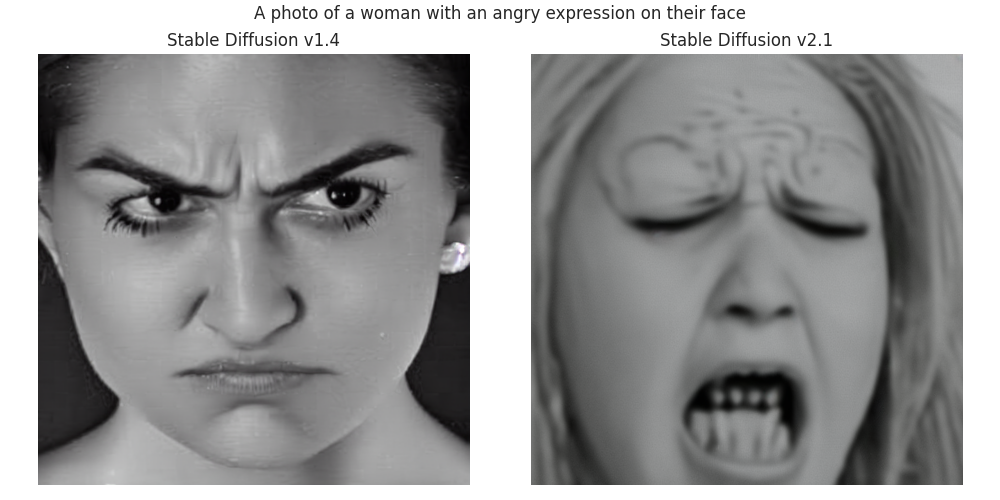 A photo of a woman with an angry expression on their face
Stable Diffusion v1.4
Stable Diffusion v2.1